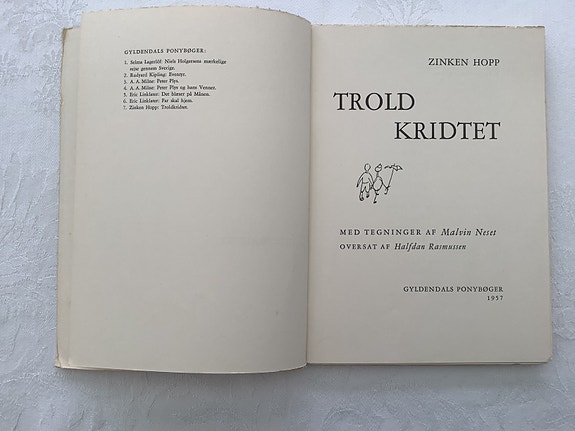 GYLDENDALS PONYBØGER:
1. Selma Lagerlöf: Niels Holgersens mærkelige
rejse gennem Sverige.
2. Rudyard Kipling: Eventyr.
3. A. A. Milne: Peter Plys.
4. A. A. Milne: Peter Plys og hans Venner.
5. Eric Linklater: Det blæser på Månen.
6. Eric Linklater: Far skal hjem.
7. Zinken Hopp: Troldkridtet.
ZINKEN HOPP
TROLD
KRIDTET
MED TEGNINGER AF Malvin Neset
OVERSAT AF Halfdan Rasmussen
GYLDENDALS PONYBØGER
1957